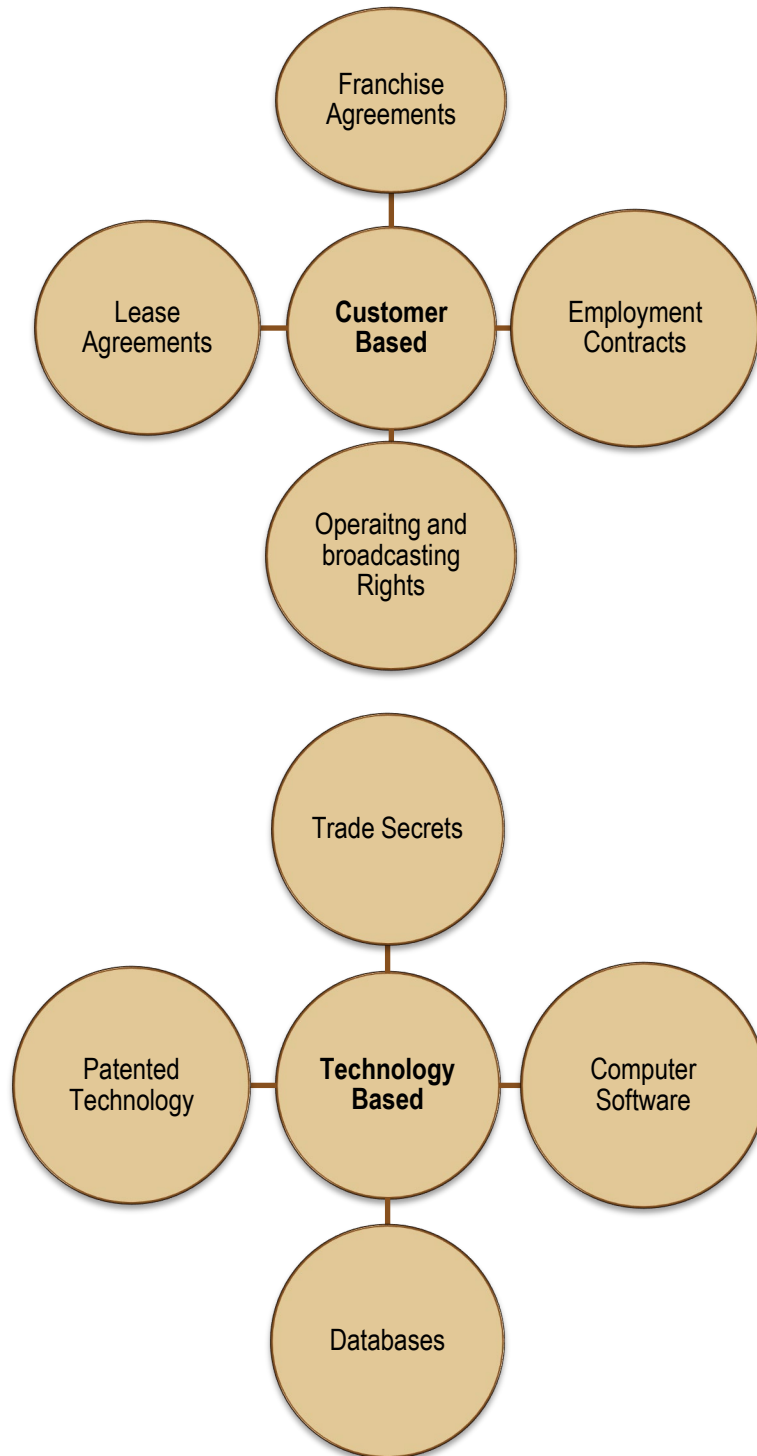 Franchise
Agreements
Lease
Agreements
Customer
Based
Employment
Contracts
Operaitng and
broadcasting
Rights
Trade Secrets
Patented
Technology
Technology
Based
Computer
Software
Databases